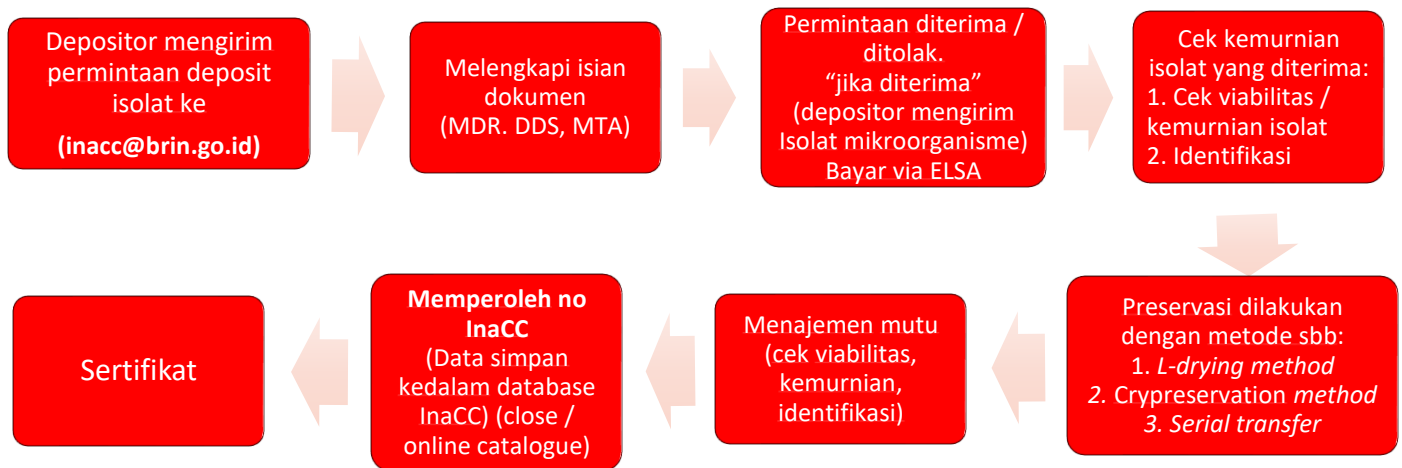 Depositor mengirim
permintaan deposit
isolat ke
(inacc@brin.go.id)
Melengkapi isian
dokumen
(MDR. DDS, MTA)
Permintaan diterima /
ditolak.
“jika diterima”
(depositor mengirim
Isolat mikroorganisme)
Bayar via ELSA
Cek kemurnian
isolat yang diterima:
1. Cek viabilitas /
kemurnian isolat
2. Identifikasi
Preservasi dilakukan
dengan metode sbb:
1. L-drying method
2. Crypreservation method
3. Serial transfer
Menajemen mutu
(cek viabilitas,
kemurnian,
identifikasi)
Memperoleh no
InaCC
(Data simpan
kedalam database
InaCC) (close /
online catalogue)
Sertifikat